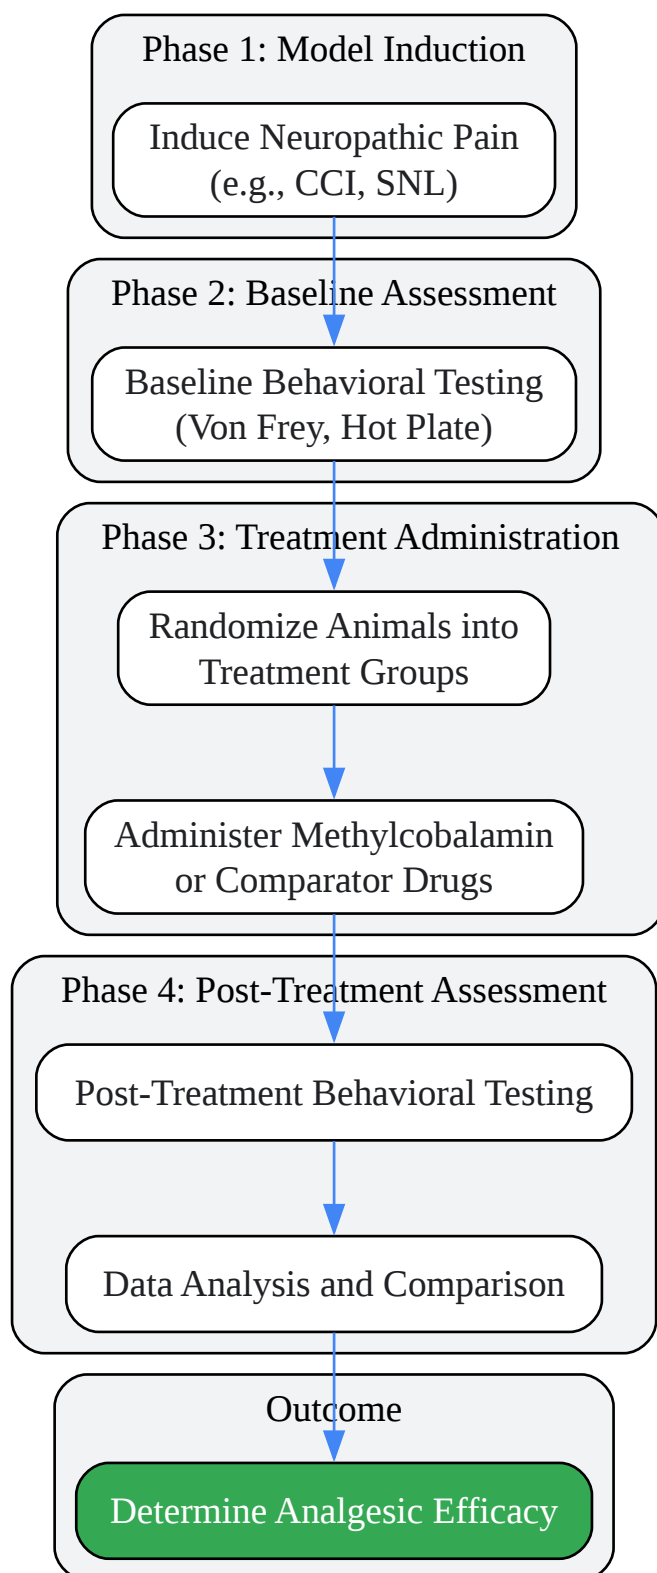 Phase 1: Model Induction
Induce Neuropathic Pain
(e.g., CCI, SNL)
Phase 2: Baseline Assessment
Baseline Behavioral Testing
(Von Frey, Hot Plate)
Phase 3: Treatment Administration
Randomize Animals into
Treatment Groups
Administer Methylcobalamin
or Comparator Drugs
Phase 4: Post-Treatment Assessment
Post-Treatment Behavioral Testing
Data Analysis and Comparison
Outcome
Determine Analgesic Efficacy